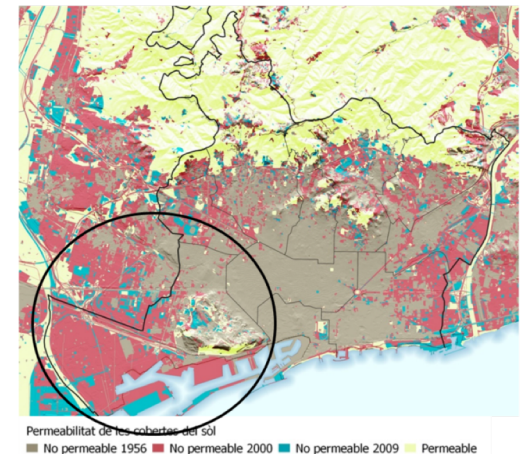 Permeabilitat de les cobertes del sòl
No permeable 1956 No permeable 2000 No permeable 2009 Permeable